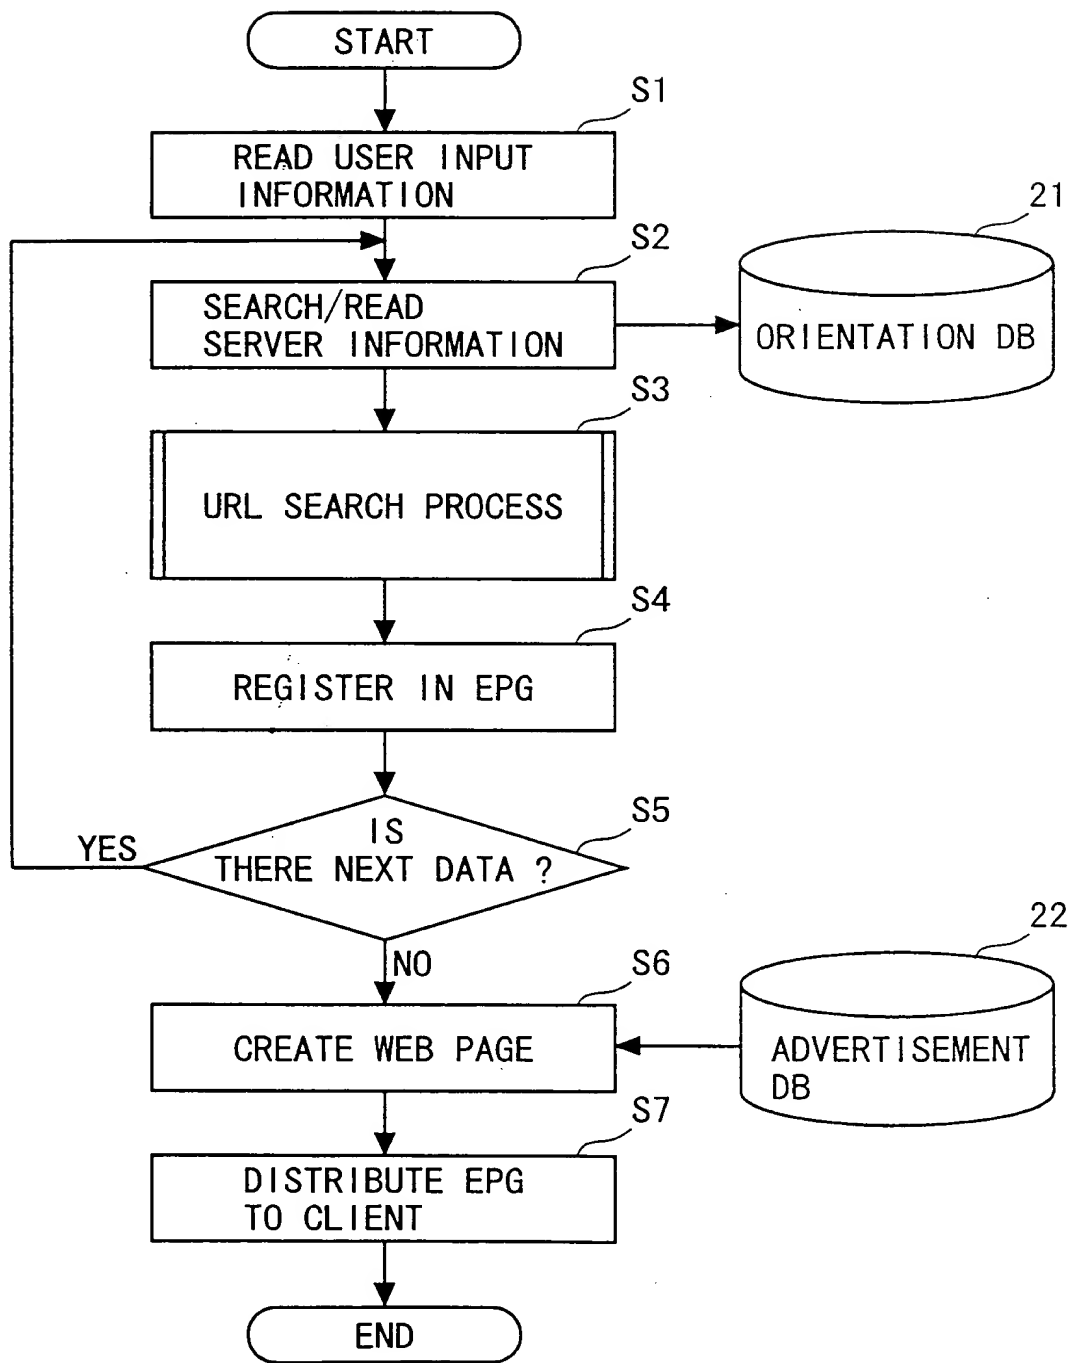 START
S1
READ USER INPUT
INFORMATION
S2
SEARCH/READ
SERVER INFORMATION
21
ORIENTATION DB
S3
URL SEARCH PROCESS
S4
REGISTER IN EPG
S5
IS
THERE NEXT DATA ?
YES
NO
S6
CREATE WEB PAGE
22
ADVERTISEMENT
DB
S7
DISTRIBUTE EPG
TO CLIENT
END